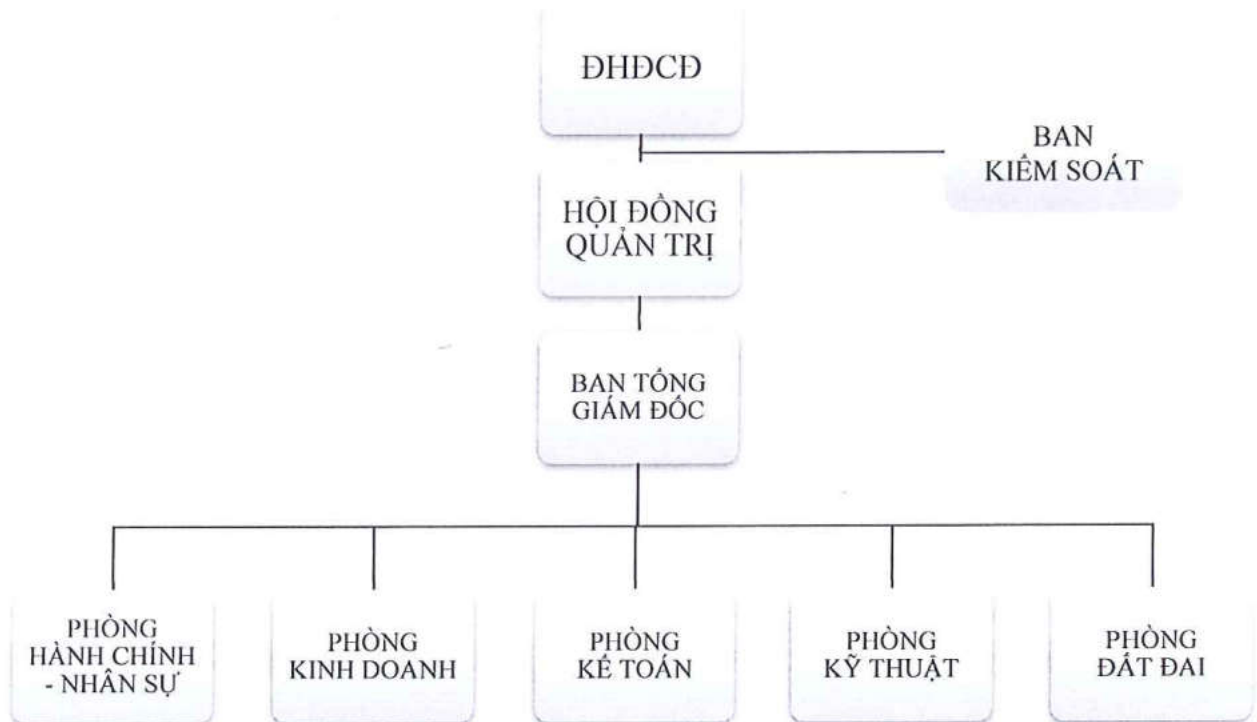 ĐHĐCĐ
BAN
KIỂM SOÁT
HỘI ĐỒNG
QUẢN TRỊ
BAN TỔNG
GIÁM ĐỐC
PHÒNG
HÀNH CHÍNH
- NHÂN SỰ
PHÒNG
KINH DOANH
PHÒNG
KẾ TOÁN
PHÒNG
KỸ THUẬT
PHÒNG
ĐẤT ĐAI